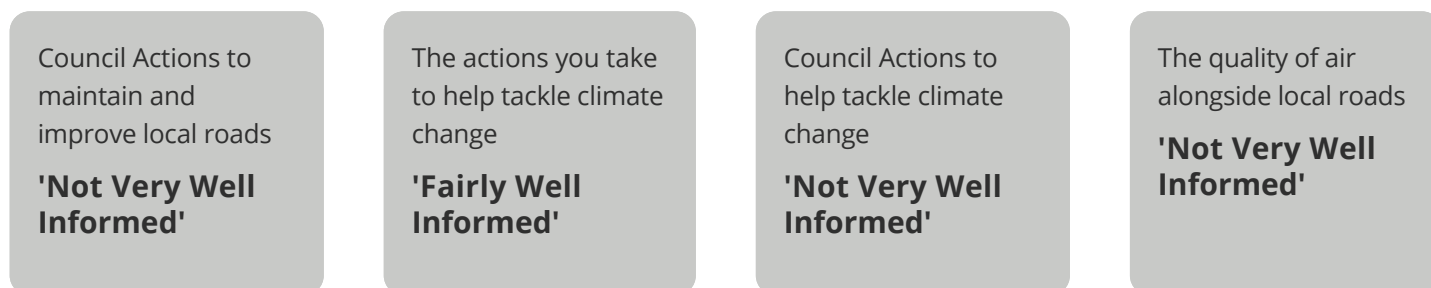 Council Actions to
maintain and
improve local roads
'Not Very Well
Informed'
The actions you take
to help tackle climate
change
'Fairly Well
Informed'
Council Actions to
help tackle climate
change
'Not Very Well
Informed'
The quality of air
alongside local roads
'Not Very Well
Informed'